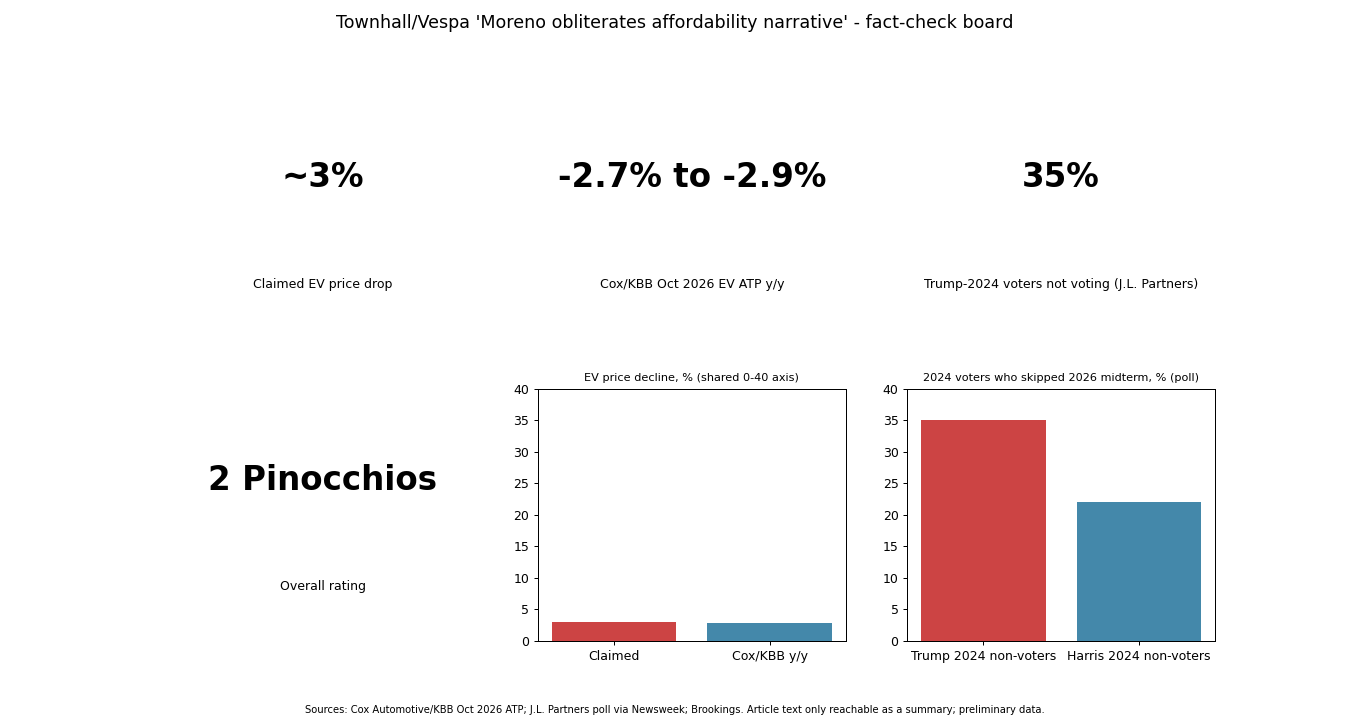 Townhall/Vespa 'Moreno obliterates affordability narrative' - fact-check board
~3%
Claimed EV price drop
-2.7% to -2.9%
Cox/KBB Oct 2026 EV ATP y/y
35%
Trump-2024 voters not voting (J.L. Partners)
2 Pinocchios
Overall rating
EV price decline, % (shared 0-40 axis)
40
35
30
25
20
15
10
5
0
Claimed
Cox/KBB y/y
2024 voters who skipped 2026 midterm, % (poll)
40
35
30
25
20
15
10
5
0
Trump 2024 non-voters
Harris 2024 non-voters
Sources: Cox Automotive/KBB Oct 2026 ATP; J.L. Partners poll via Newsweek; Brookings. Article text only reachable as a summary; preliminary data.